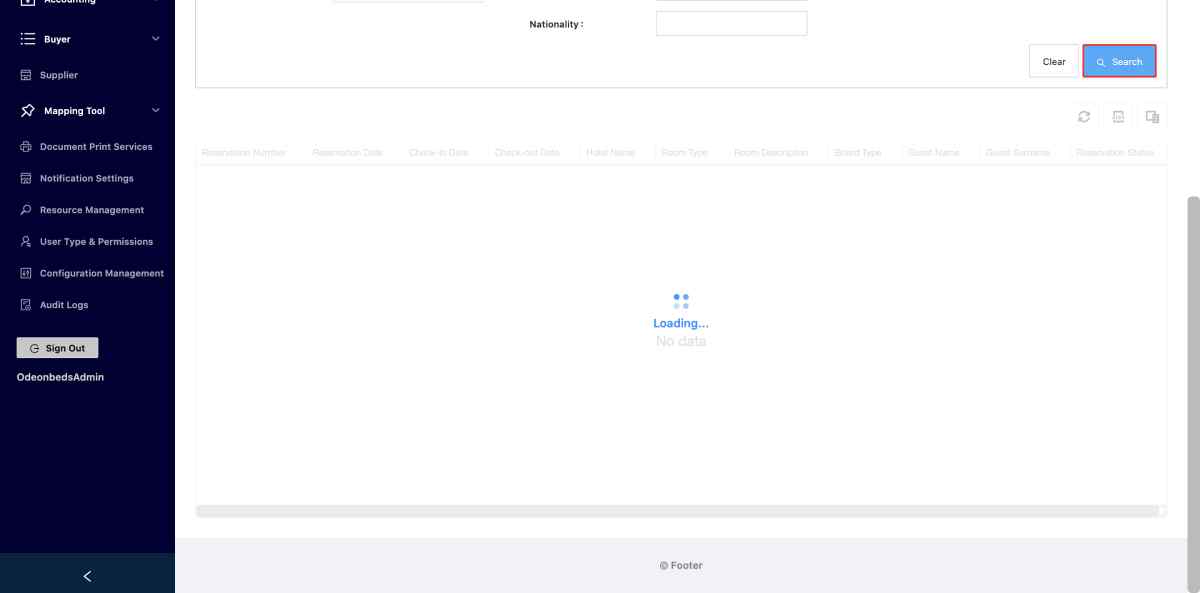 Accounting
Buyer
Supplier
Mapping Tool
Document Print Services
Notification Settings
Resource Management
User Type & Permissions
Configuration Management
Audit Logs
Sign Out
OdeonbedsAdmin
Nationality :
Clear
Search
Reservation Number Reservation Date Check-in Date Check-out Date Hotel Name Room Type Room Description Board Type Guest Name Guest Surname Reservation Status
Loading...
No data
© Footer